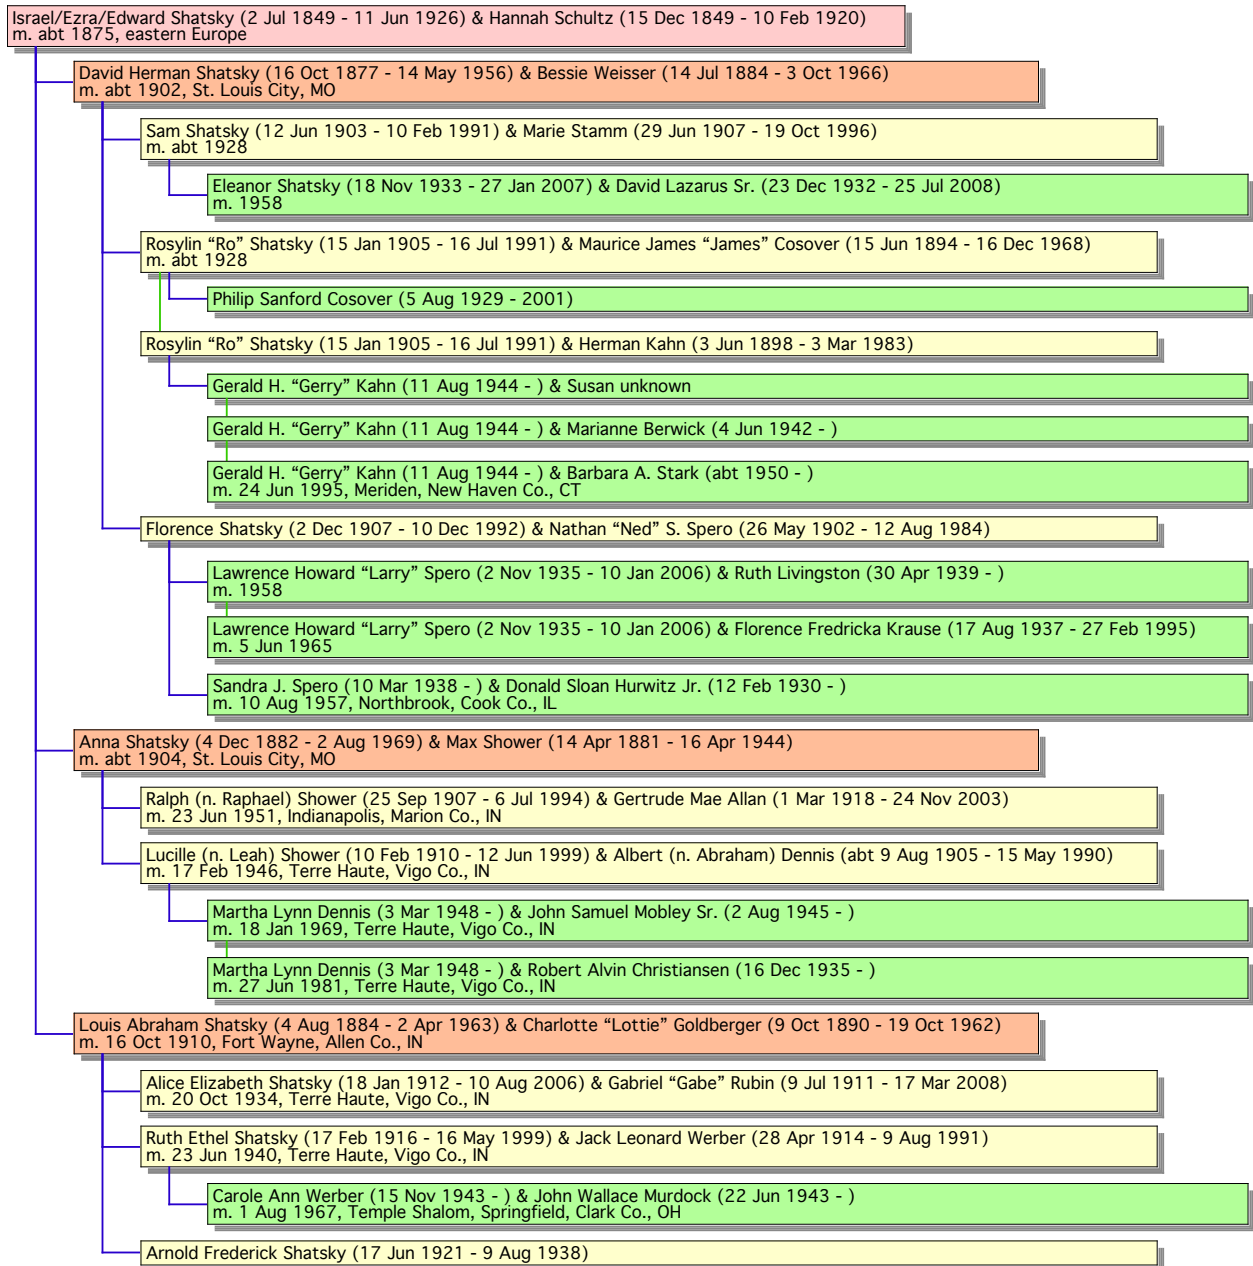 Israel/Ezra/Edward Shatsky (2 Jul 1849 - 11 Jun 1926) & Hannah Schultz (15 Dec 1849 - 10 Feb 1920)
m. abt 1875, eastern Europe
David Herman Shatsky (16 Oct 1877 - 14 May 1956) & Bessie Weisser (14 Jul 1884 - 3 Oct 1966)
m. abt 1902, St. Louis City, MO
Sam Shatsky (12 Jun 1903 - 10 Feb 1991) & Marie Stamm (29 Jun 1907 - 19 Oct 1996)
m. abt 1928
Eleanor Shatsky (18 Nov 1933 - 27 Jan 2007) & David Lazarus Sr. (23 Dec 1932 - 25 Jul 2008)
m. 1958
Rosylin “Ro” Shatsky (15 Jan 1905 - 16 Jul 1991) & Maurice James “James” Cosover (15 Jun 1894 - 16 Dec 1968)
m. abt 1928
Philip Sanford Cosover (5 Aug 1929 - 2001)
Rosylin “Ro” Shatsky (15 Jan 1905 - 16 Jul 1991) & Herman Kahn (3 Jun 1898 - 3 Mar 1983)
Gerald H. “Gerry” Kahn (11 Aug 1944 - ) & Susan unknown
Gerald H. “Gerry” Kahn (11 Aug 1944 - ) & Marianne Berwick (4 Jun 1942 - )
Gerald H. “Gerry” Kahn (11 Aug 1944 - ) & Barbara A. Stark (abt 1950 - )
m. 24 Jun 1995, Meriden, New Haven Co., CT
Florence Shatsky (2 Dec 1907 - 10 Dec 1992) & Nathan “Ned” S. Spero (26 May 1902 - 12 Aug 1984)
Lawrence Howard “Larry” Spero (2 Nov 1935 - 10 Jan 2006) & Ruth Livingston (30 Apr 1939 - )
m. 1958
Lawrence Howard “Larry” Spero (2 Nov 1935 - 10 Jan 2006) & Florence Fredricka Krause (17 Aug 1937 - 27 Feb 1995)
m. 5 Jun 1965
Sandra J. Spero (10 Mar 1938 - ) & Donald Sloan Hurwitz Jr. (12 Feb 1930 - )
m. 10 Aug 1957, Northbrook, Cook Co., IL
Anna Shatsky (4 Dec 1882 - 2 Aug 1969) & Max Shower (14 Apr 1881 - 16 Apr 1944)
m. abt 1904, St. Louis City, MO
Ralph (n. Raphael) Shower (25 Sep 1907 - 6 Jul 1994) & Gertrude Mae Allan (1 Mar 1918 - 24 Nov 2003)
m. 23 Jun 1951, Indianapolis, Marion Co., IN
Lucille (n. Leah) Shower (10 Feb 1910 - 12 Jun 1999) & Albert (n. Abraham) Dennis (abt 9 Aug 1905 - 15 May 1990)
m. 17 Feb 1946, Terre Haute, Vigo Co., IN
Martha Lynn Dennis (3 Mar 1948 - ) & John Samuel Mobley Sr. (2 Aug 1945 - )
m. 18 Jan 1969, Terre Haute, Vigo Co., IN
Martha Lynn Dennis (3 Mar 1948 - ) & Robert Alvin Christiansen (16 Dec 1935 - )
m. 27 Jun 1981, Terre Haute, Vigo Co., IN
Louis Abraham Shatsky (4 Aug 1884 - 2 Apr 1963) & Charlotte “Lottie” Goldberger (9 Oct 1890 - 19 Oct 1962)
m. 16 Oct 1910, Fort Wayne, Allen Co., IN
Alice Elizabeth Shatsky (18 Jan 1912 - 10 Aug 2006) & Gabriel “Gabe” Rubin (9 Jul 1911 - 17 Mar 2008)
m. 20 Oct 1934, Terre Haute, Vigo Co., IN
Ruth Ethel Shatsky (17 Feb 1916 - 16 May 1999) & Jack Leonard Werber (28 Apr 1914 - 9 Aug 1991)
m. 23 Jun 1940, Terre Haute, Vigo Co., IN
Carole Ann Werber (15 Nov 1943 - ) & John Wallace Murdock (22 Jun 1943 - )
m. 1 Aug 1967, Temple Shalom, Springfield, Clark Co., OH
Arnold Frederick Shatsky (17 Jun 1921 - 9 Aug 1938)